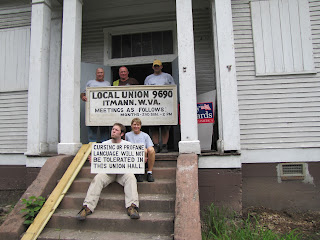 LOCAL UNION 9690
ITMANN, W. VA.
MEETINGS AS FOLLOWS
CURSING OR PROFANE
LANGUAGE WILL NOT
BE TOLERATED IN
THIS UNION HALL.